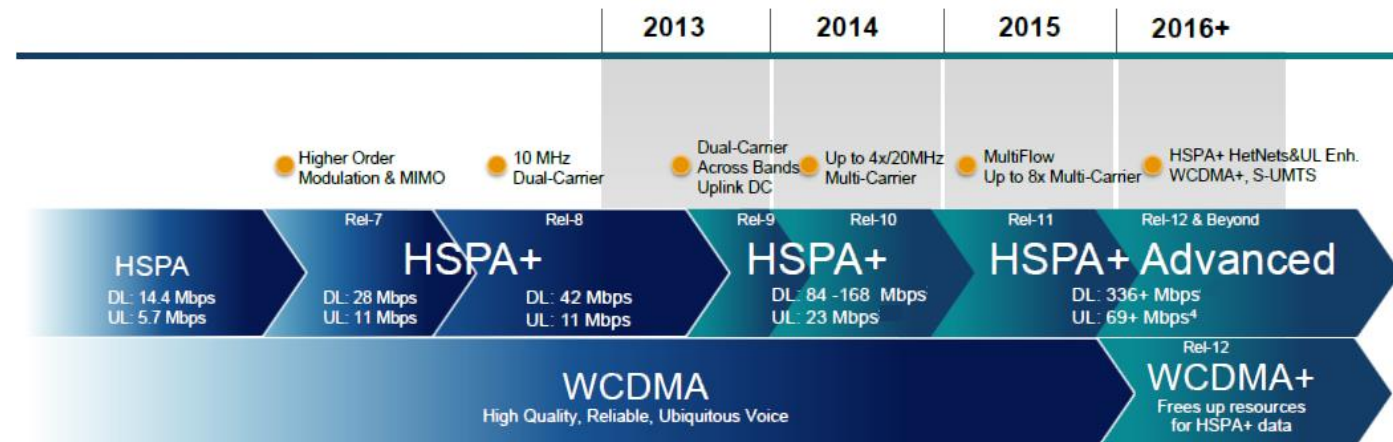 2013
2014
2015
2016+
Higher Order
Modulation & MIMO
10 MHz
Dual-Carrier
Dual-Carrier
Across Bands
Uplink DC
Up to 4x/20MHz
Multi-Carrier
MultiFlow
Up to 8x Multi-Carrier
HSPA+ HetNets&UL Enh.
WCDMA+, S-UMTS
HSPA
DL: 14.4 Mbps
UL: 5.7 Mbps
Rel-7
Rel-8
HSPA+
DL: 28 Mbps
UL: 11 Mbps
DL: 42 Mbps
UL: 11 Mbps
Rel-9
Rel-10
HSPA+
DL: 84 -168 Mbps
UL: 23 Mbps
Rel-11
Rel-12 & Beyond
HSPA+ Advanced
DL: 336+ Mbps
UL: 69+ Mbps⁴
WCDMA
High Quality, Reliable, Ubiquitous Voice
Rel-12
WCDMA+
Frees up resources
for HSPA+ data